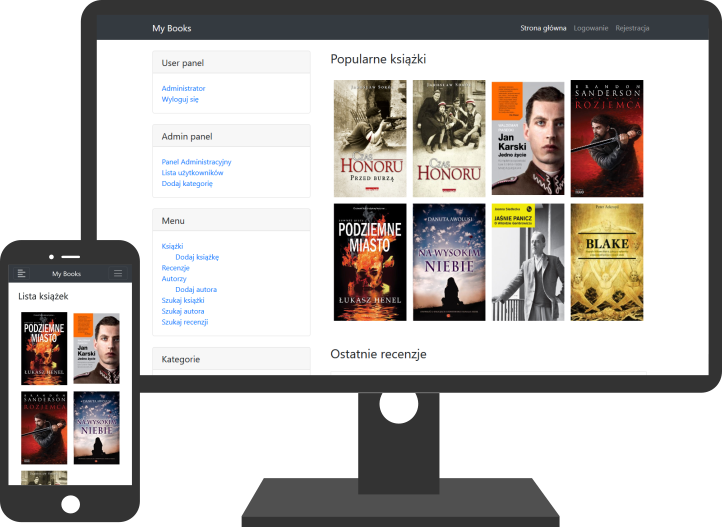 My Books
Strona główna Logowanie Rejestracja
User panel
Administrator
Wyloguj się
Admin panel
Panel Administracyjny
Lista użytkowników
Dodaj kategorię
Menu
Książki
Dodaj książkę
Recenzje
Autorzy
Dodaj autora
Szukaj książki
Szukaj autora
Szukaj recenzji
Kategorie
Popularne książki
CZAS
HONORU
PRZED BURZĄ
CZAS
HONORU
Jan
Karski
Jedno życie
BRANDON
SANDERSON
ROZJEMCA
PODZIEMNE
MIASTO
ŁUKASZ HENEL
DANUTA AWOLUSI
NA WYSOKIM
NIEBIE
JAŚNIE PANICZ
BLAKE
Ostatnie recenzje
My Books
Lista książek
PODZIEMNE
MIASTO
ŁUKASZ HENEL
Jan
Karski
Jedno życie
BRANDON
SANDERSON
ROZJEMCA
DANUTA AWOLUSI
NA WYSOKIM
NIEBIE